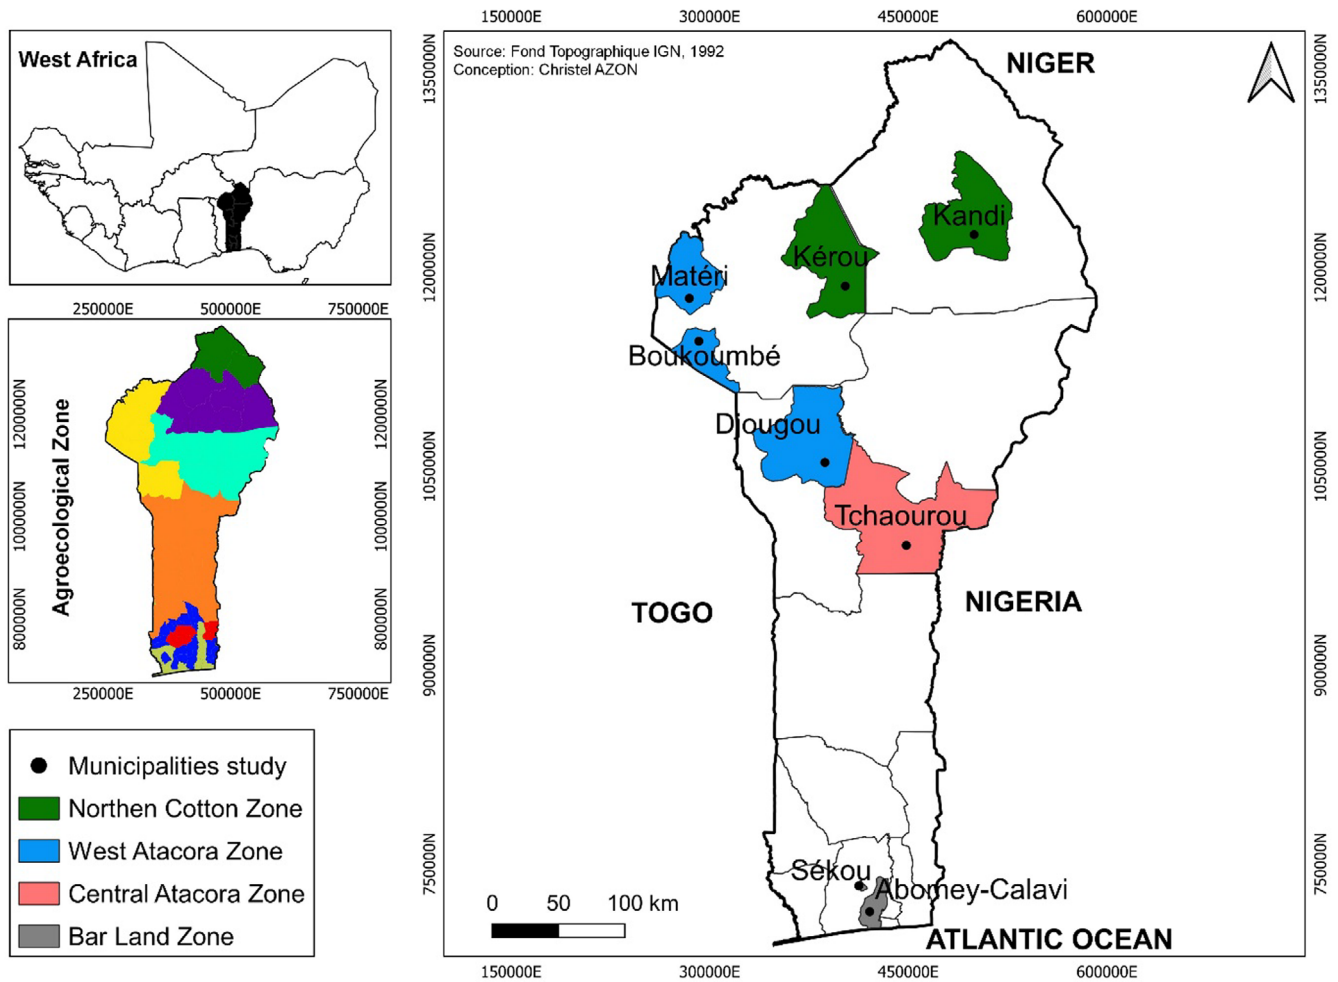 West Africa
250000E 500000E 750000E
1200000N
1000000N
800000N
Agroecological Zone
1200000N
1000000N
800000N
250000E 500000E 750000E
Municipalities study
Northen Cotton Zone
West Atacora Zone
Central Atacora Zone
Bar Land Zone
150000E 300000E 450000E 600000E
Source: Fond Topographique IGN, 1992
Conception: Christel AZON
NIGER
1350000N
1200000N
1050000N
900000N
750000N
Kandi
Kérou
Matéri
Boukoumbé
Djougou
Tchaourou
TOGO
NIGERIA
Sékou
Abomey-Calavi
0 50 100 km
ATLANTIC OCEAN
1350000N
1200000N
1050000N
900000N
750000N
150000E 300000E 450000E 600000E